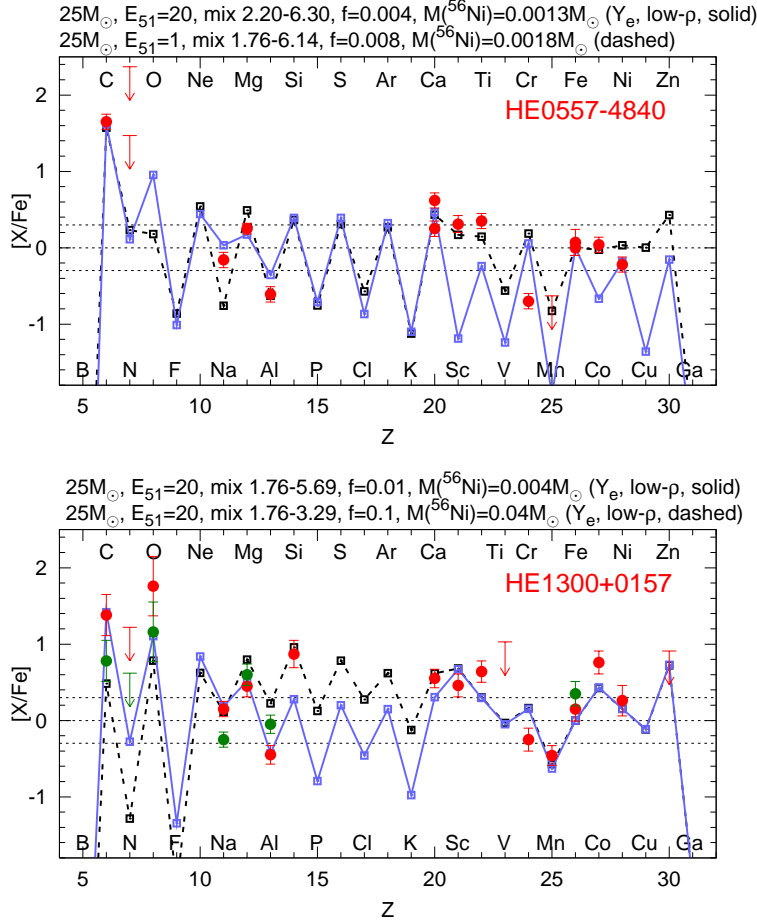 25M☉, E51=20, mix 2.20-6.30, f=0.004, M(56Ni)=0.0013M☉ (Ye, low-ρ, solid)
25M☉, E51=1, mix 1.76-6.14, f=0.008, M(56Ni)=0.0018M☉ (dashed)
C O Ne Mg Si S Ar Ca Ti Cr Fe Ni Zn
HE0557-4840
2
1
0
-1
[X/Fe]
B N F Na Al P Cl K Sc V Mn Co Cu Ga
5 10 15 20 25 30
Z
25M☉, E51=20, mix 1.76-5.69, f=0.01, M(56Ni)=0.004M☉ (Ye, low-ρ, solid)
25M☉, E51=20, mix 1.76-3.29, f=0.1, M(56Ni)=0.04M☉ (Ye, low-ρ, dashed)
C O Ne Mg Si S Ar Ca Ti Cr Fe Ni Zn
HE1300+0157
2
1
0
-1
[X/Fe]
B N F Na Al P Cl K Sc V Mn Co Cu Ga
5 10 15 20 25 30
Z